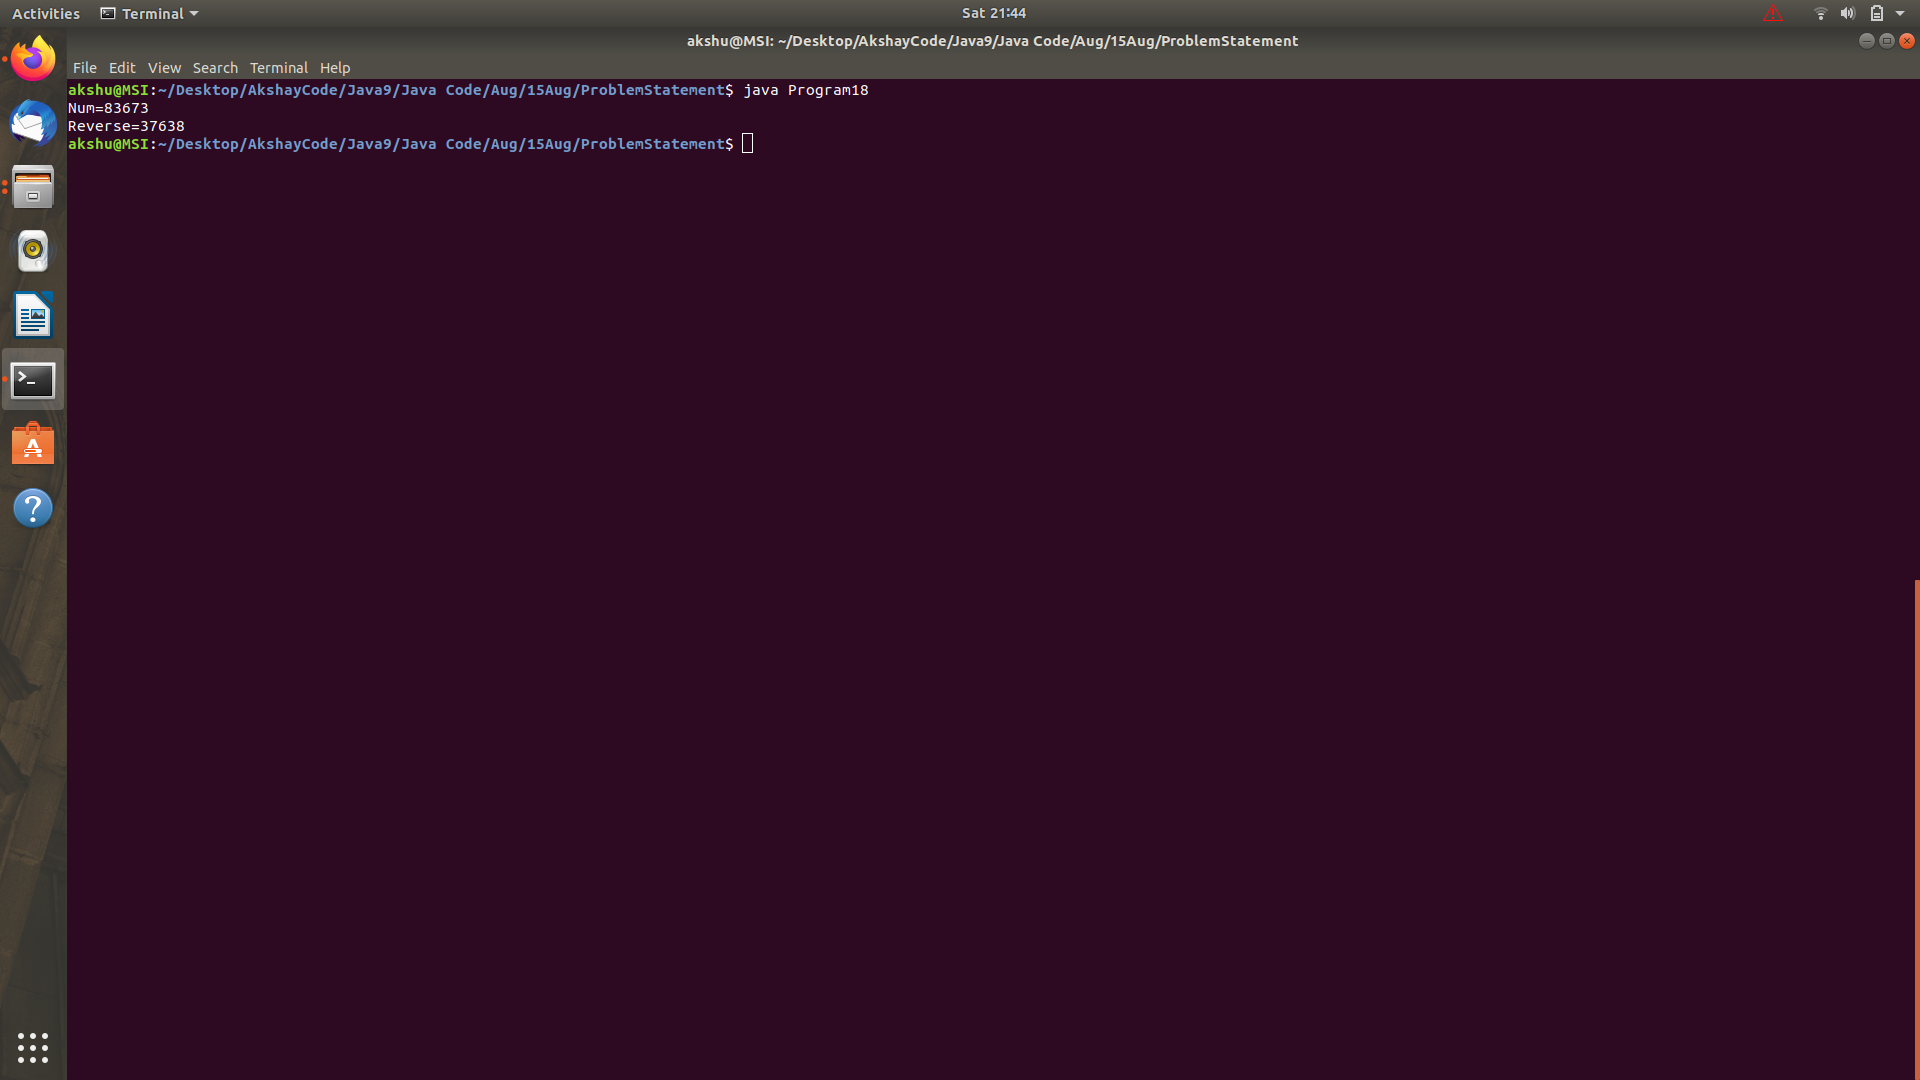 Activities Terminal Sat 21:44
akshu@MSI: ~/Desktop/AkshayCode/Java9/Java Code/Aug/15Aug/ProblemStatement
File Edit View Search Terminal Help
akshu@MSI:~/Desktop/AkshayCode/Java9/Java Code/Aug/15Aug/ProblemStatement$ java Program18
Num=83673
Reverse=37638
akshu@MSI:~/Desktop/AkshayCode/Java9/Java Code/Aug/15Aug/ProblemStatement$